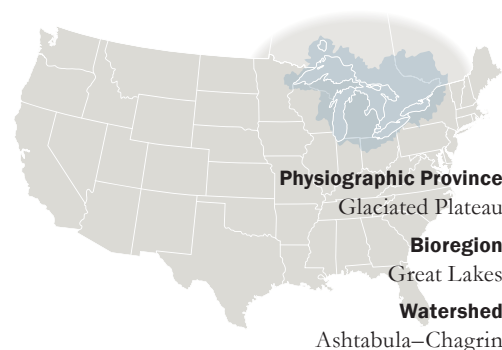 Physiographic Province
Glaciated Plateau
Bioregion
Great Lakes
Watershed
Ashtabula–Chagrin